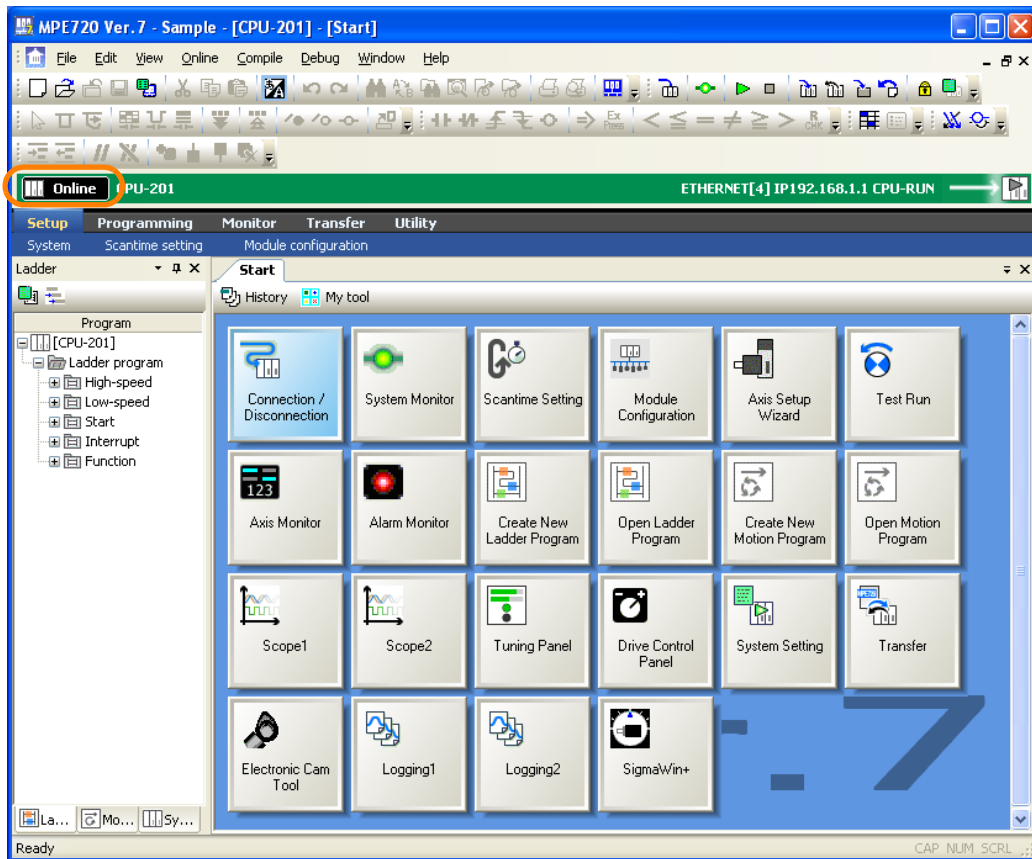 MPE720 Ver.7 - Sample - [CPU-201] - [Start]
File Edit View Online Compile Debug Window Help
Online CPU-201 ETHERNET[4] IP192.168.1.1 CPU-RUN
Setup Programming Monitor Transfer Utility
System Scantime setting Module configuration
Ladder
Start
History My tool
Program
[CPU-201]
Ladder program
High-speed
Low-speed
Start
Interrupt
Function
Connection /
Disconnection
System Monitor
Scantime Setting
Module
Configuration
Axis Setup
Wizard
Test Run
123
Axis Monitor
Alarm Monitor
Create New
Ladder Program
Open Ladder
Program
Create New
Motion Program
Open Motion
Program
Scope1
Scope2
Tuning Panel
Drive Control
Panel
System Setting
Transfer
Electronic Cam
Tool
Logging1
Logging2
SigmaWin+
La... Mo... Sy...
Ready
CAP NUM SCRL